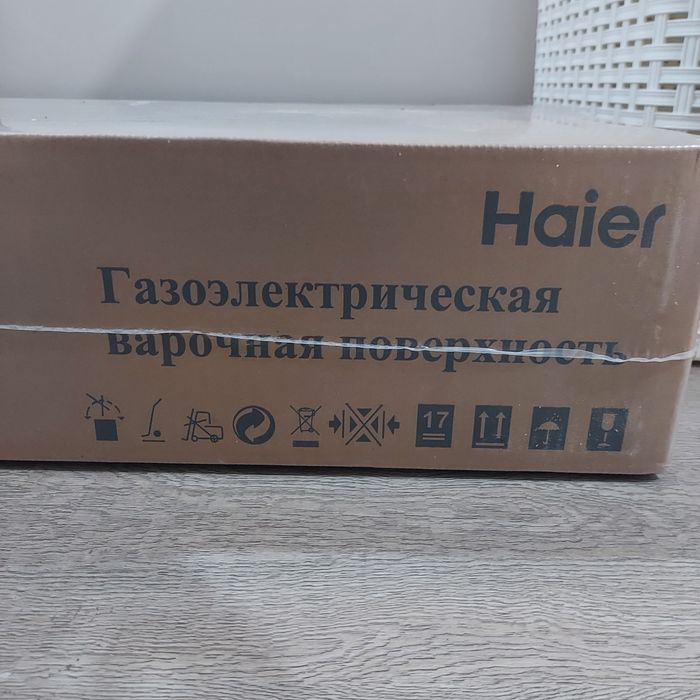 Haier
Газоэлектрическая
варочная поверхность
17